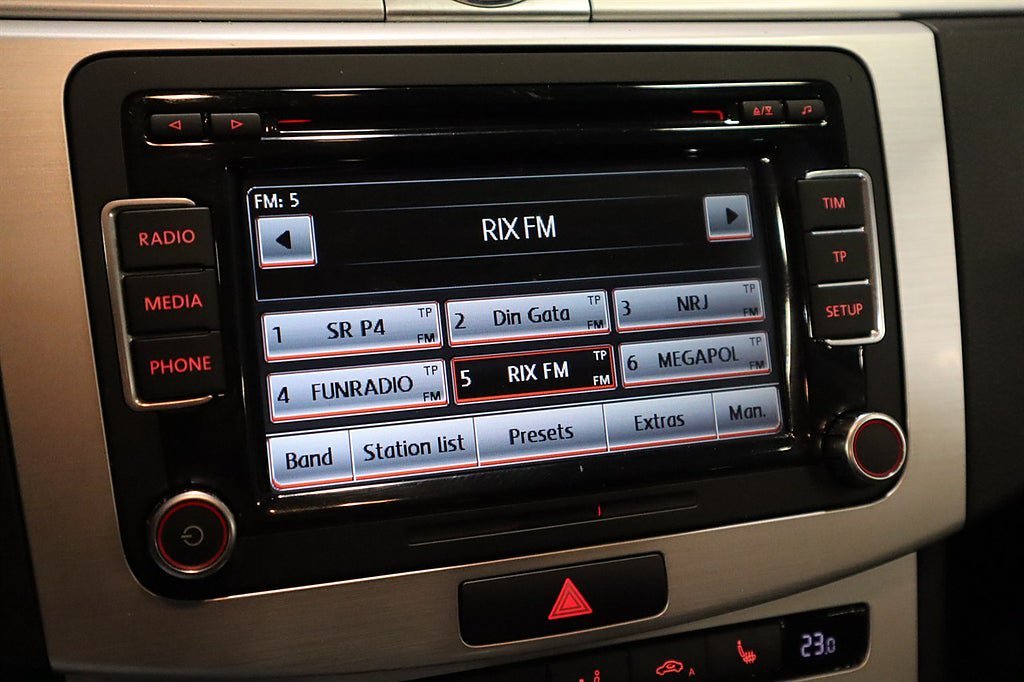 FM: 5
RIX FM
RADIO
MEDIA
PHONE
TIM
TP
SETUP
1 SR P4 TP FM
2 Din Gata TP FM
3 NRJ TP FM
4 FUNRADIO TP FM
5 RIX FM TP FM
6 MEGAPOL TP FM
Band Station list Presets Extras Man.
A
23.0